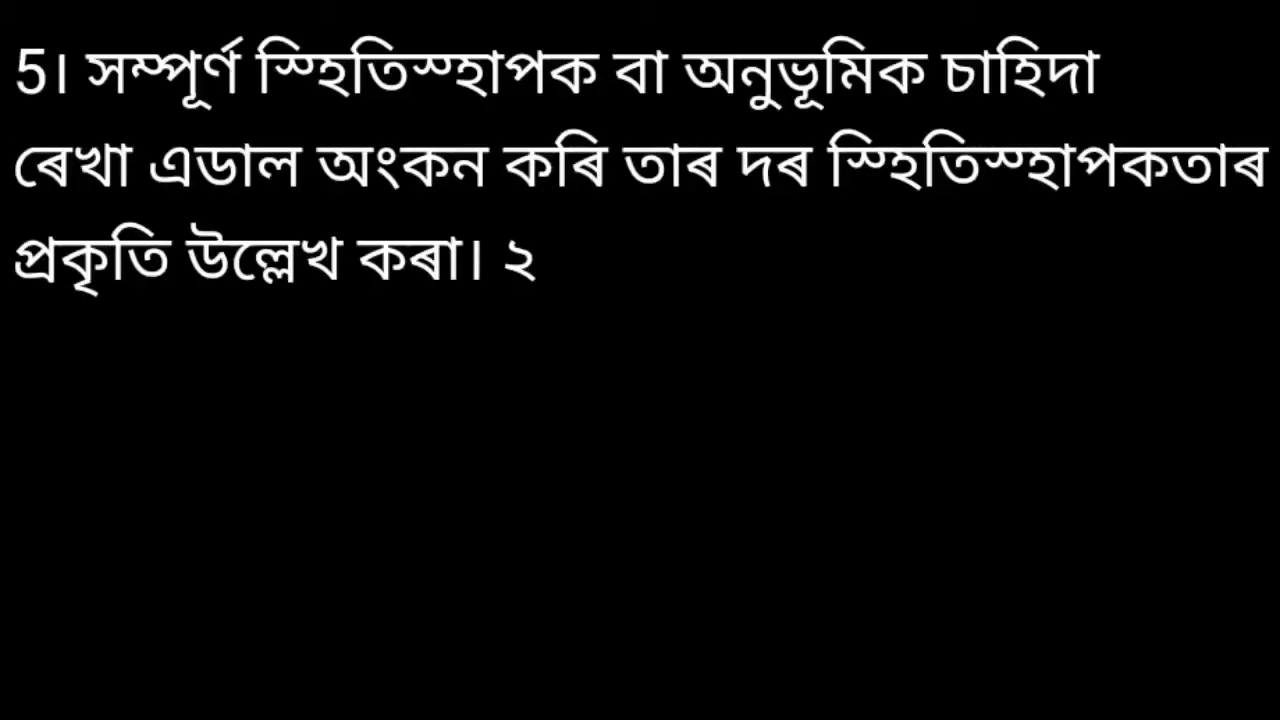 5। সম্পূৰ্ণ স্হিতিস্হাপক বা অনুভূমিক চাহিদা
ৰেখা এডাল অংকন কৰি তাৰ দৰ স্হিতিস্হাপকতাৰ
প্ৰকৃতি উল্লেখ কৰা। ২